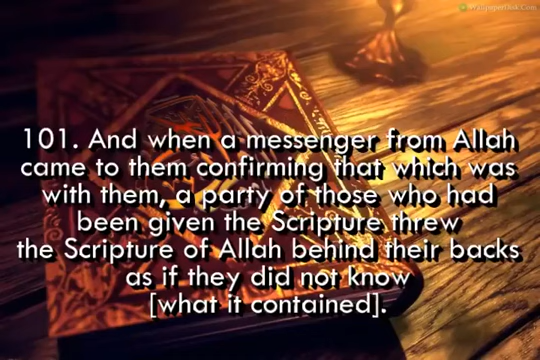 WallpapersDisk.Com
101. And when a messenger from Allah
came to them confirming that which was
with them, a party of those who had
been given the Scripture threw
the Scripture of Allah behind their backs
as if they did not know
[what it contained].